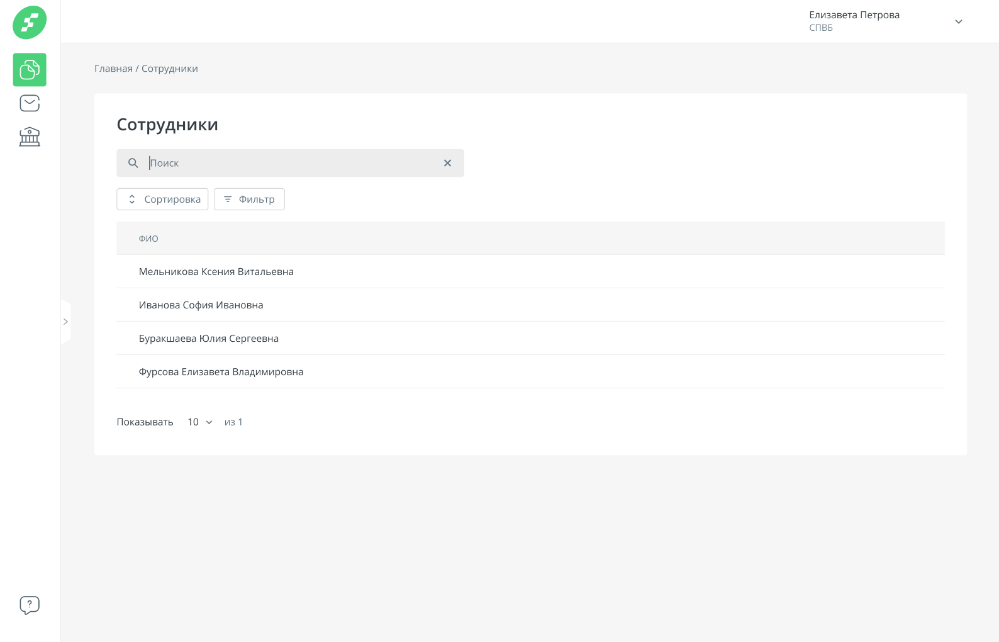 Елизавета Петрова
СПВБ
Главная / Сотрудники
Сотрудники
Поиск
Сортировка
Фильтр
ФИО
Мельникова Ксения Витальевна
Иванова София Ивановна
Буракшаева Юлия Сергеевна
Фурсова Елизавета Владимировна
Показывать 10 из 1